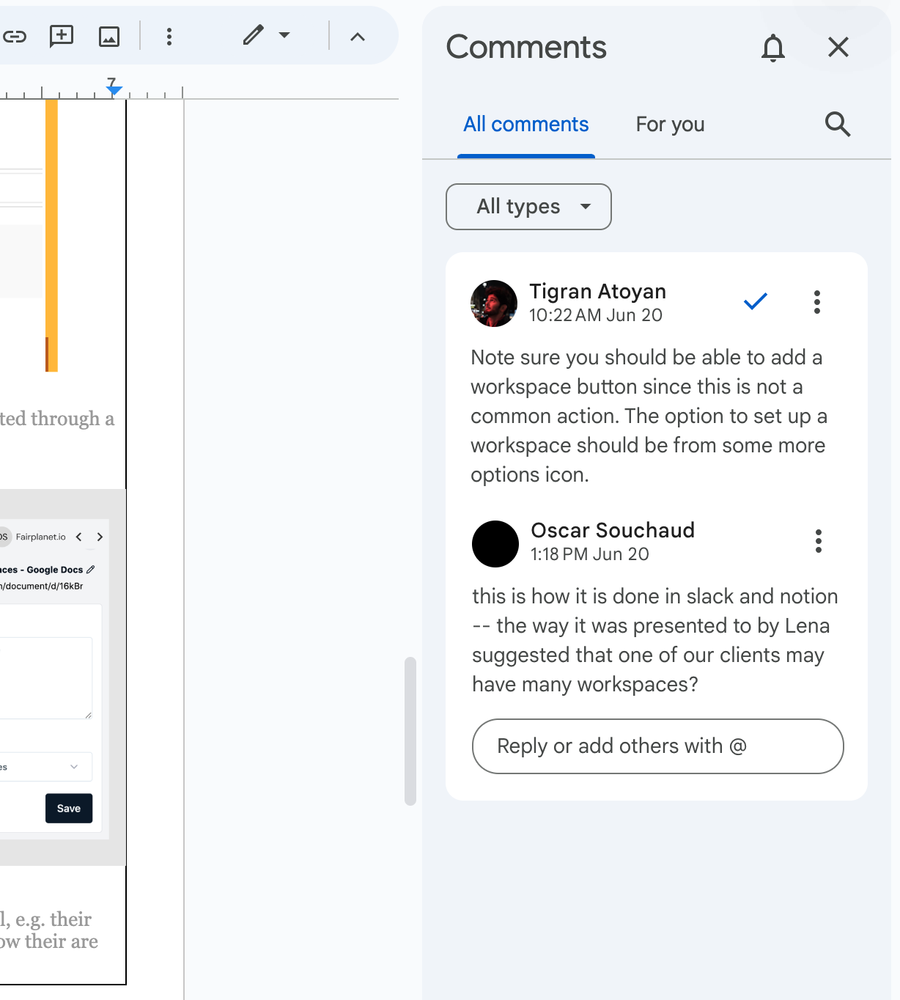 7
ted through a
OS Fairplanet.io
ces - Google Docs
n/document/d/16kBr
es
Save
l, e.g. their
ow their are
Comments
All comments
For you
All types
Tigran Atoyan
10:22 AM Jun 20
Note sure you should be able to add a
workspace button since this is not a
common action. The option to set up a
workspace should be from some more
options icon.
Oscar Souchaud
1:18 PM Jun 20
this is how it is done in slack and notion
-- the way it was presented to by Lena
suggested that one of our clients may
have many workspaces?
Reply or add others with @